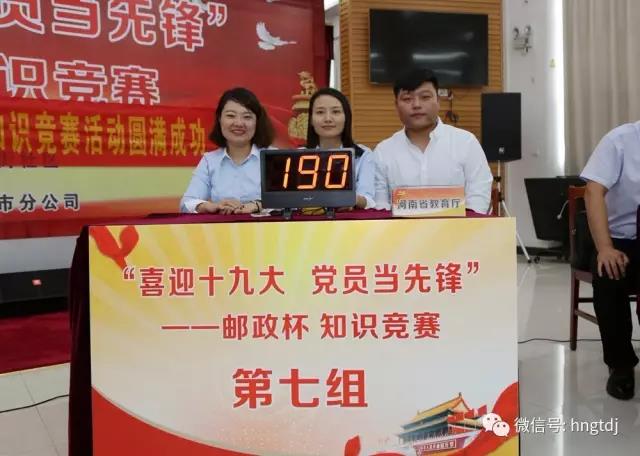 员当先锋”
识竞赛
知识竞赛活动圆满成功
市分公司
190
河南省教育厅
“喜迎十九大 党员当先锋”
——邮政杯 知识竞赛
第七组
微信号: hngtdj